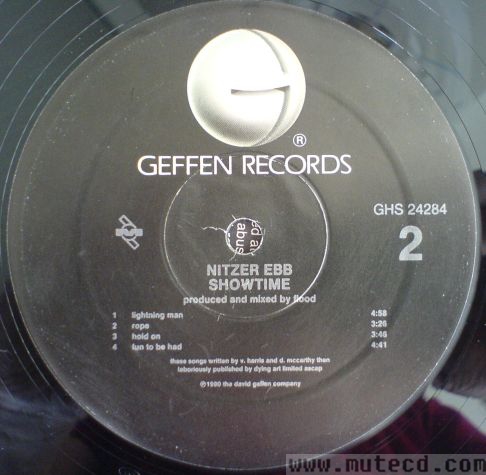 ®
GEFFEN RECORDS
GHS 24284
2
ed at
abus
NITZER EBB
SHOWTIME
produced and mixed by flood
1 lightning man 4:58
2 rope 3:26
3 hold on 3:46
4 fun to be had 4:41
these songs written by v. harris and d. mccarthy then
laboriously published by dying art limited ascap
℗1990 the david geffen company
www.mutecd.com